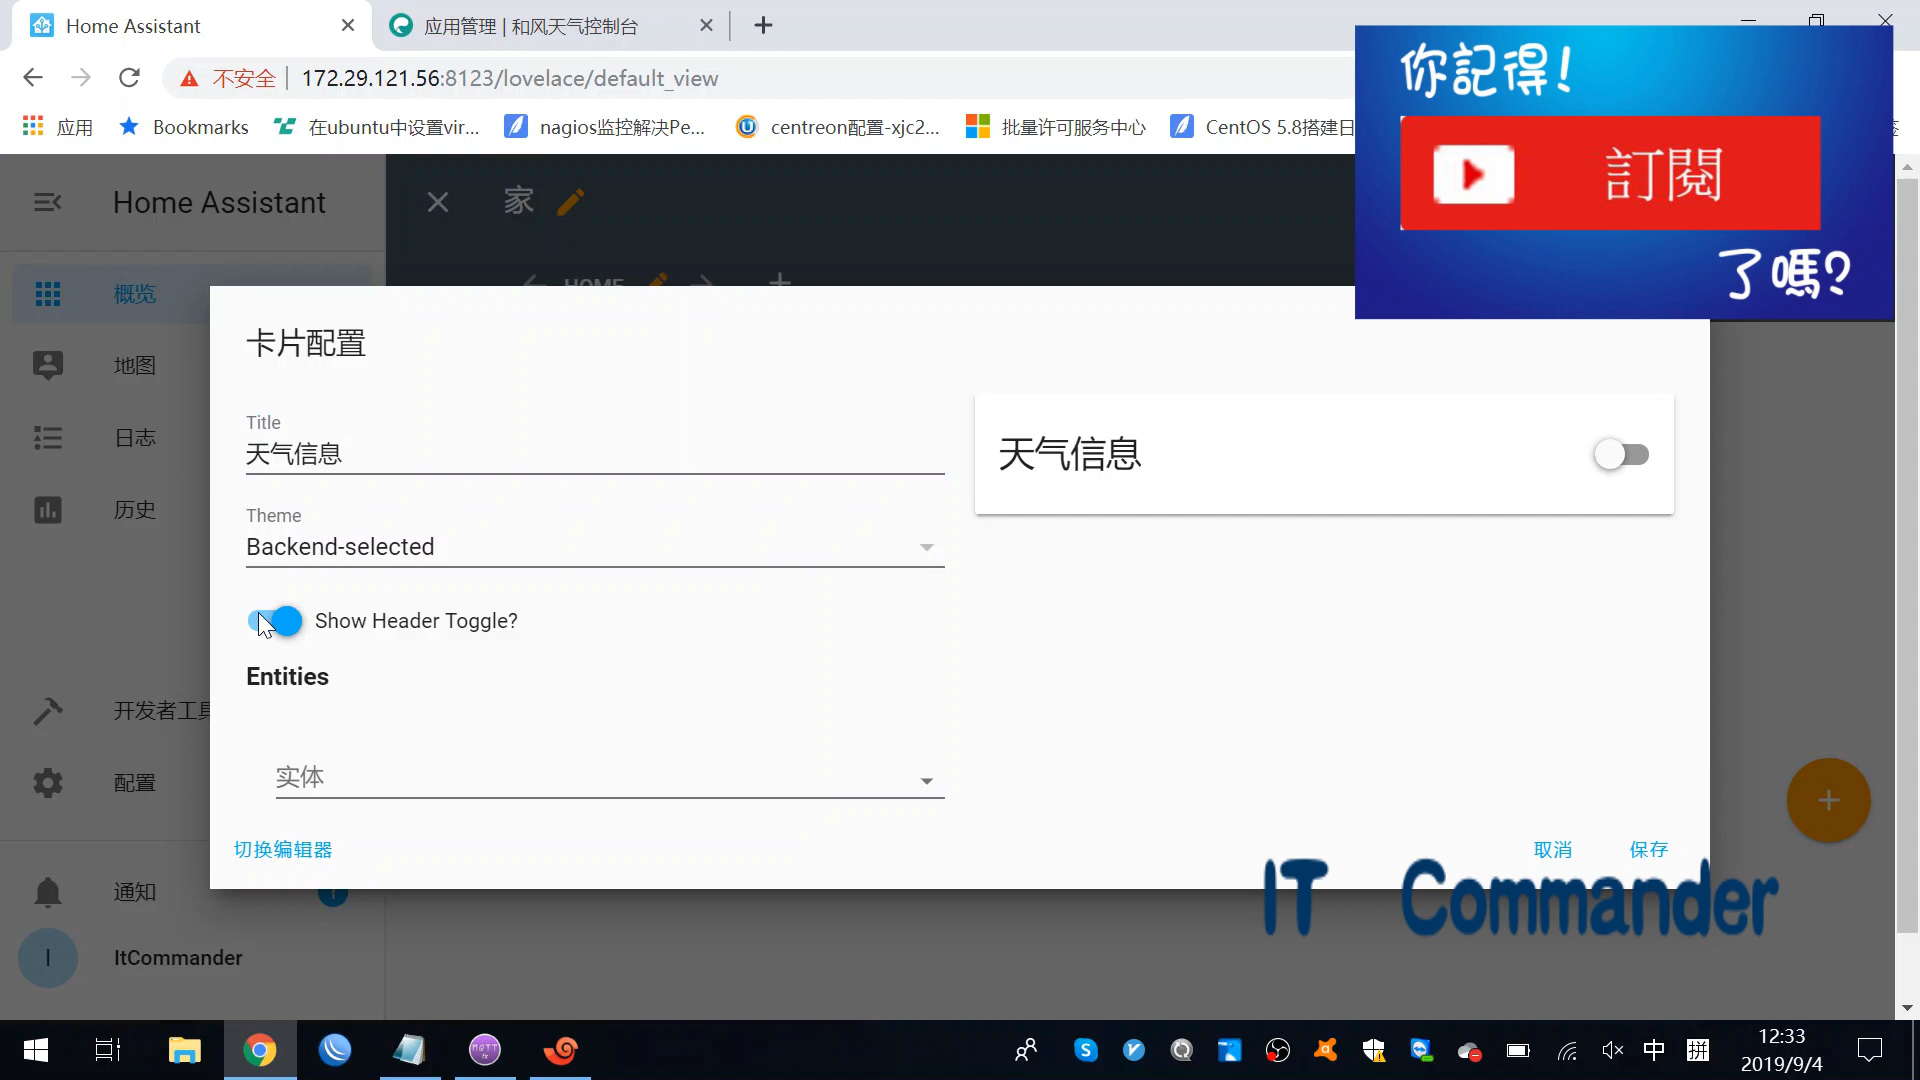 Home Assistant
应用管理 | 和风天气控制台
不安全
172.29.121.56:8123/lovelace/default_view
应用
Bookmarks
在ubuntu中设置vir...
nagios监控解决Pe...
centreon配置-xjc2...
批量许可服务中心
CentOS 5.8搭建日
你記得!
訂閱
了嗎?
Home Assistant
家
HOME
概览
地图
日志
历史
开发者工具
配置
通知
I
ItCommander
卡片配置
Title
天气信息
Theme
Backend-selected
Show Header Toggle?
Entities
实体
切换编辑器
天气信息
取消
保存
IT Commander
MQTT
fx
中
拼
12:33
2019/9/4